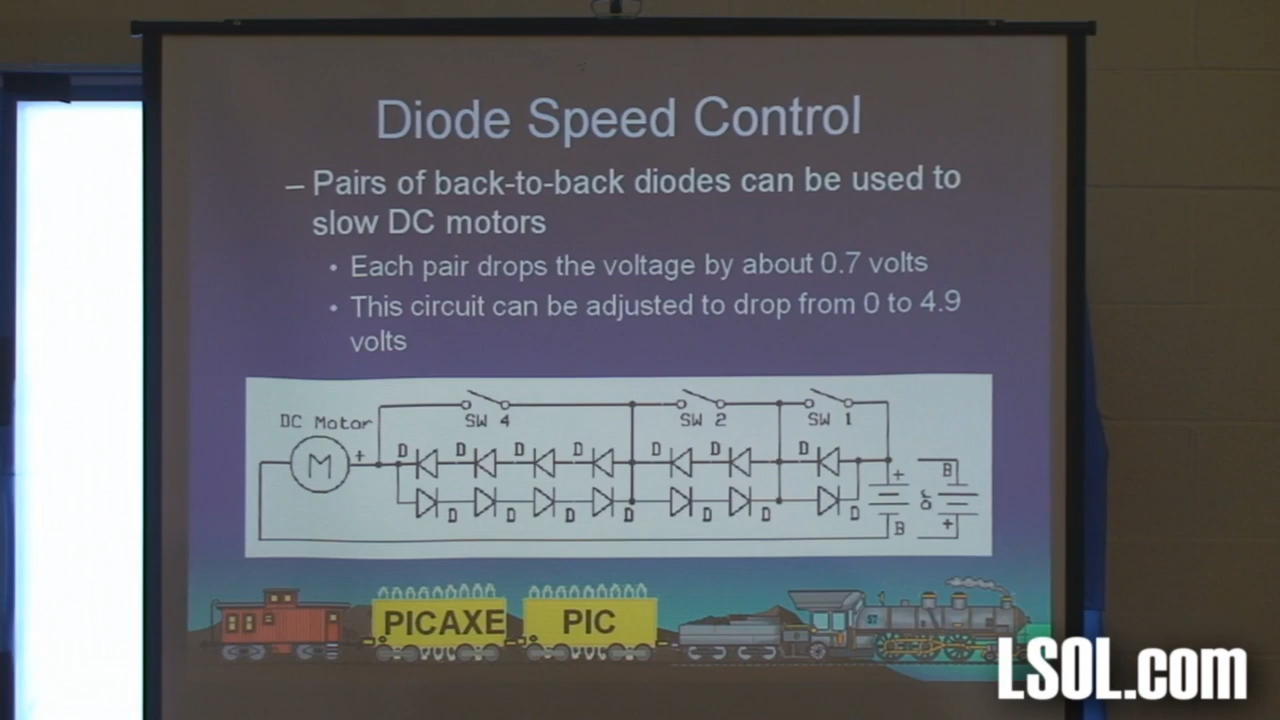 Diode Speed Control
– Pairs of back-to-back diodes can be used to
slow DC motors
• Each pair drops the voltage by about 0.7 volts
• This circuit can be adjusted to drop from 0 to 4.9
volts
SW 4
SW 2
SW 1
DC Motor
M
+
D D D D D D D
+
B
or
D D D D D D D
B
+
PICAXE
PIC
57
LSOL.com